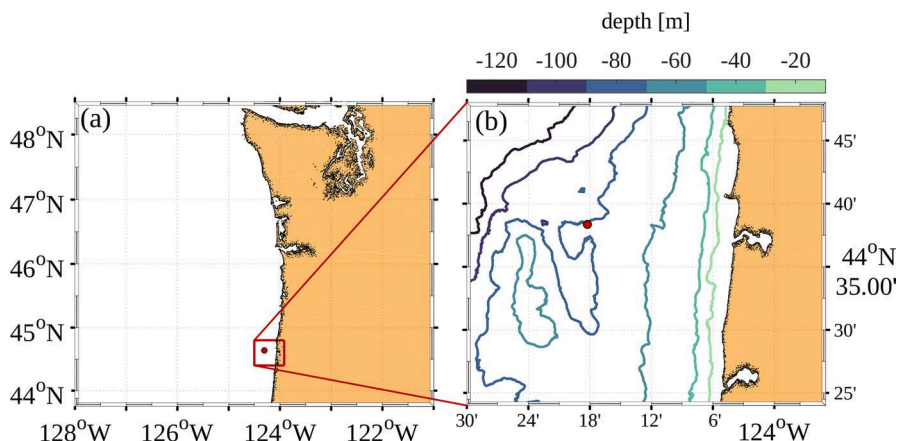 depth [m]
-120 -100 -80 -60 -40 -20
(a)
48°N
47°N
46°N
45°N
44°N
128°W 126°W 124°W 122°W
(b)
45'
40'
44°N
35.00'
30'
25'
30' 24' 18' 12' 6' 124°W